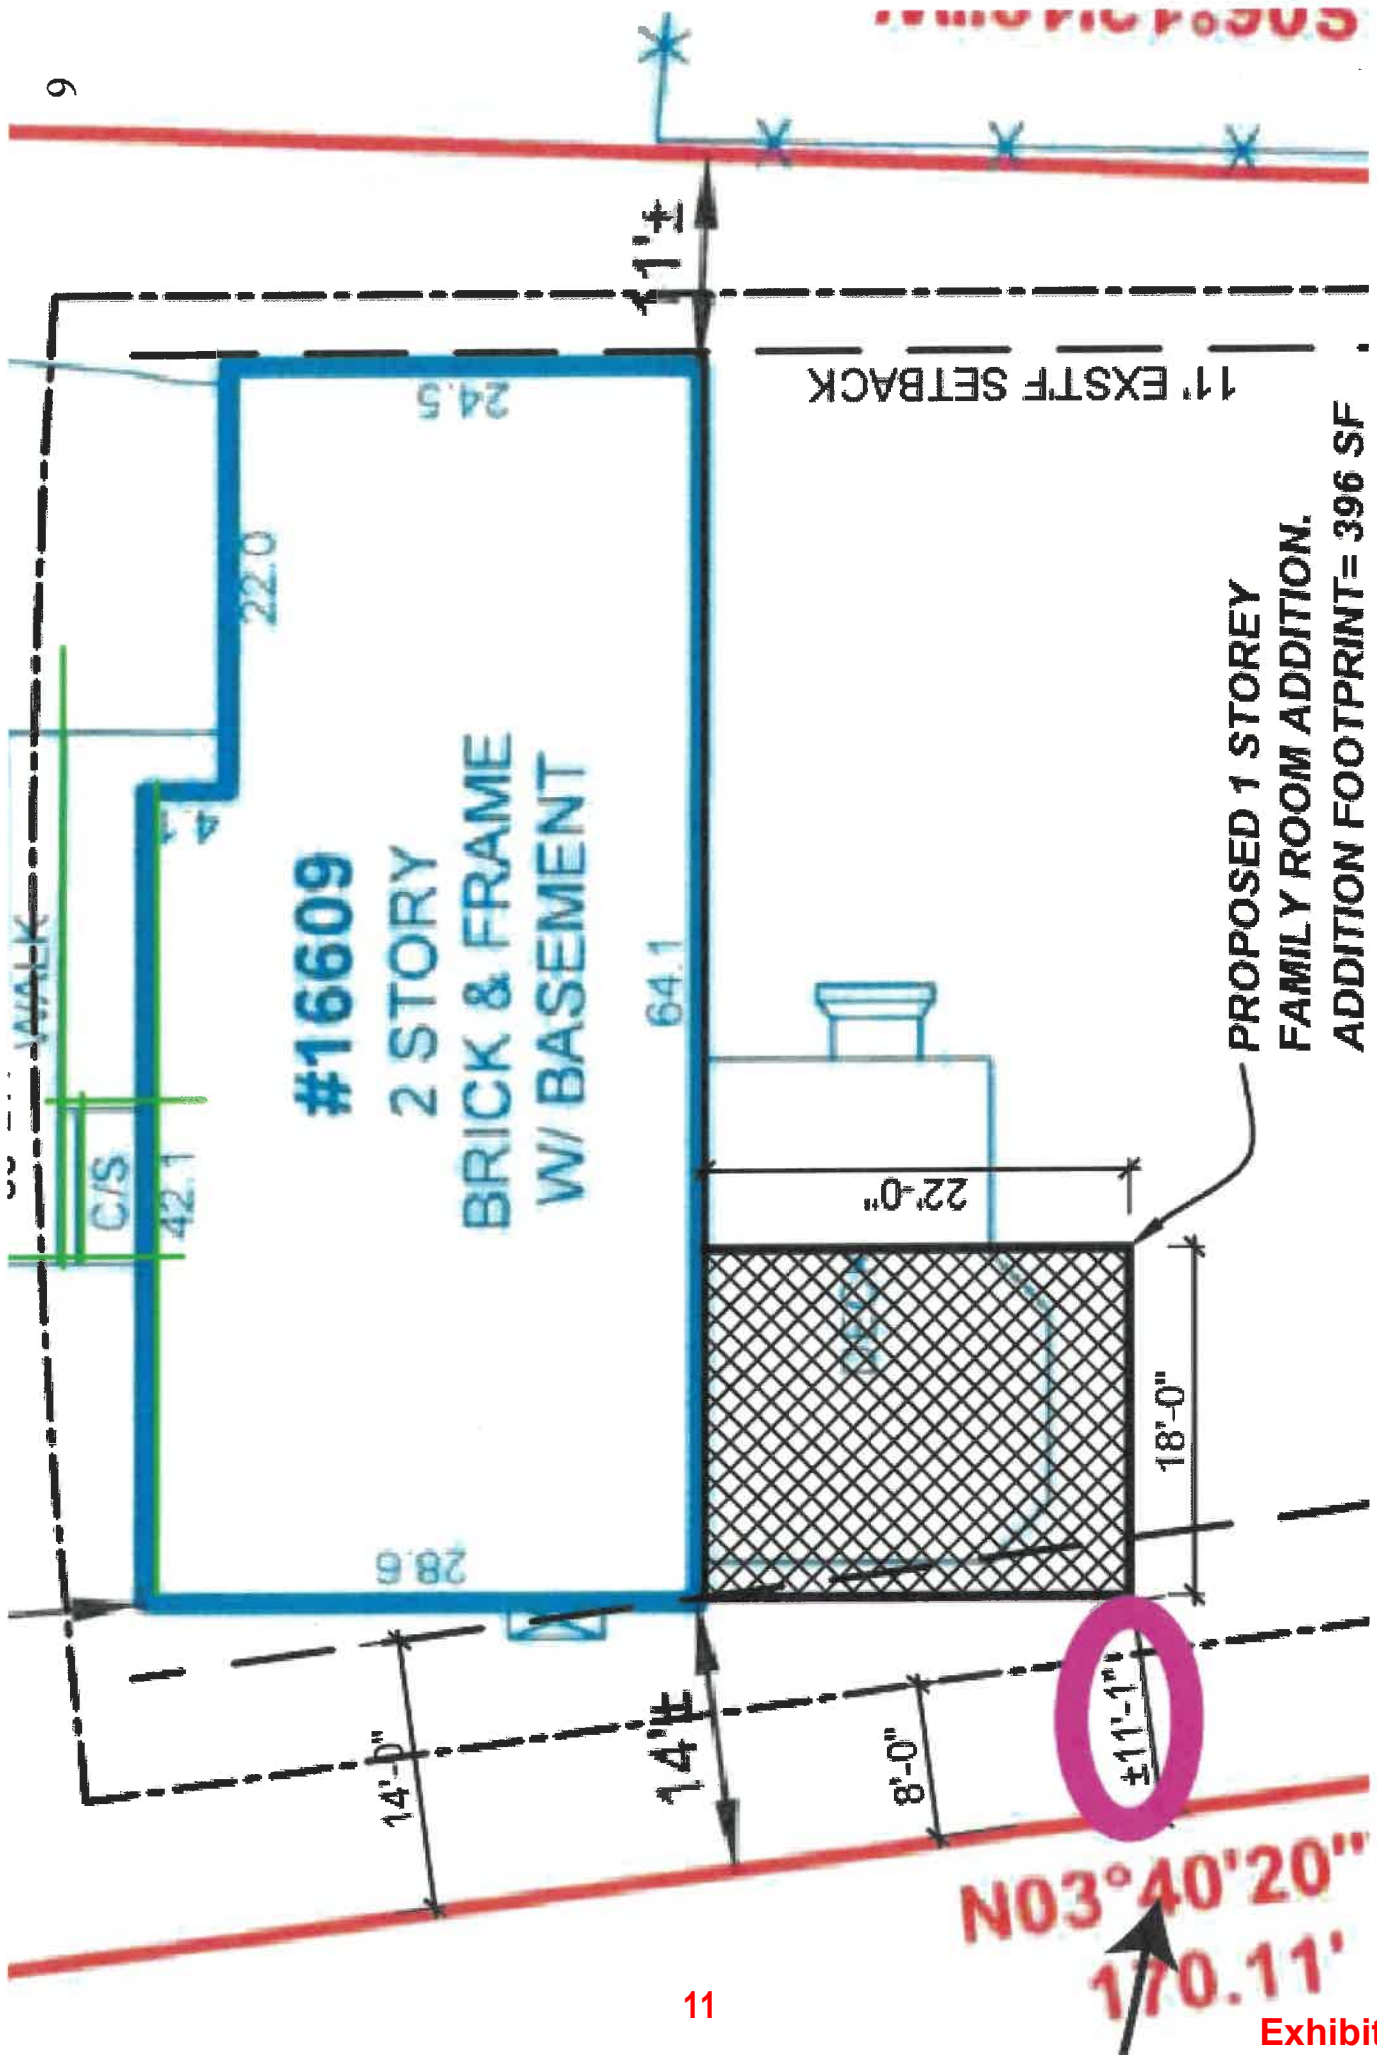 9
11'±
24.5
11' EXST'F SETBACK
22.0
4.1
WALK
#16609
2 STORY
BRICK & FRAME
W/ BASEMENT
64.1
C/S
42.1
28.6
DECK
22'-0"
18'-0"
PROPOSED 1 STOREY
FAMILY ROOM ADDITION.
ADDITION FOOTPRINT= 396 SF
14'-0"
14'±
8'-0"
±11'-1"
N03°40'20"
170.11'
11
Exhibit